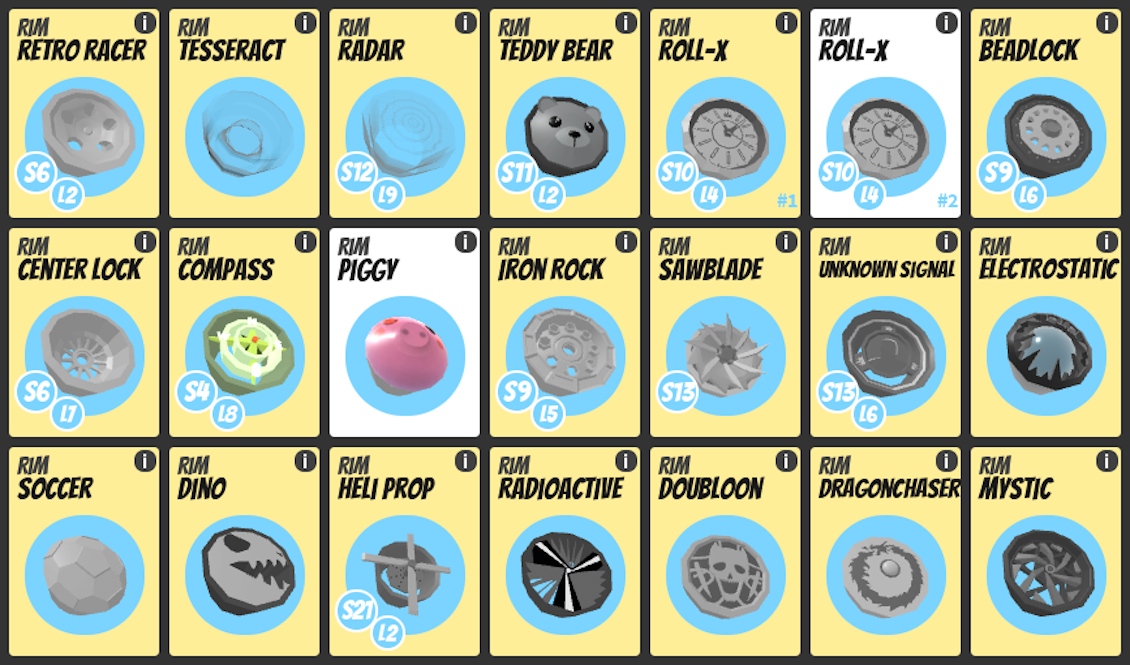 RIM
RETRO RACER
i
S6
L2
RIM
TESSERACT
i
RIM
RADAR
i
S12
L9
RIM
TEDDY BEAR
i
S11
L2
RIM
ROLL-X
i
S10
L4
#1
RIM
ROLL-X
i
S10
L4
#2
RIM
BEADLOCK
i
S9
L6
RIM
CENTER LOCK
i
S6
L7
RIM
COMPASS
i
S4
L8
RIM
PIGGY
i
RIM
IRON ROCK
i
S9
L5
RIM
SAWBLADE
i
S13
RIM
UNKNOWN SIGNAL
i
S13
L6
RIM
ELECTROSTATIC
i
RIM
SOCCER
i
RIM
DINO
i
RIM
HELI PROP
i
S21
L2
RIM
RADIOACTIVE
i
RIM
DOUBLOON
i
RIM
DRAGONCHASER
i
RIM
MYSTIC
i